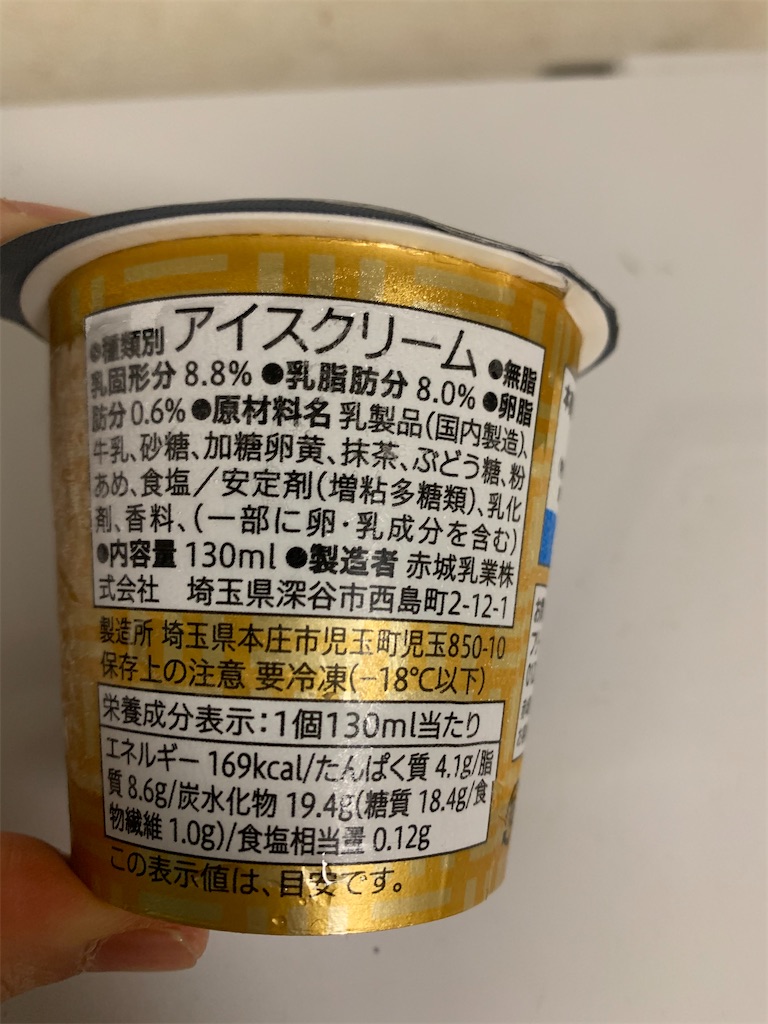 ●種類別 アイスクリーム ●無脂
乳固形分 8.8% ●乳脂肪分 8.0% ●卵脂
肪分 0.6% ●原材料名 乳製品(国内製造)、
牛乳、砂糖、加糖卵黄、抹茶、ぶどう糖、粉
あめ、食塩/安定剤(増粘多糖類)、乳化
剤、香料、(一部に卵・乳成分を含む)
●内容量 130ml ●製造者 赤城乳業株
式会社 埼玉県深谷市西島町2-12-1
製造所 埼玉県本庄市児玉町児玉850-10
保存上の注意 要冷凍(−18℃以下)
栄養成分表示:1個130ml当たり
エネルギー 169kcal/たんぱく質 4.1g/脂
質 8.6g/炭水化物 19.4g(糖質 18.4g/食
物繊維 1.0g)/食塩相当量 0.12g
この表示値は、目安です。